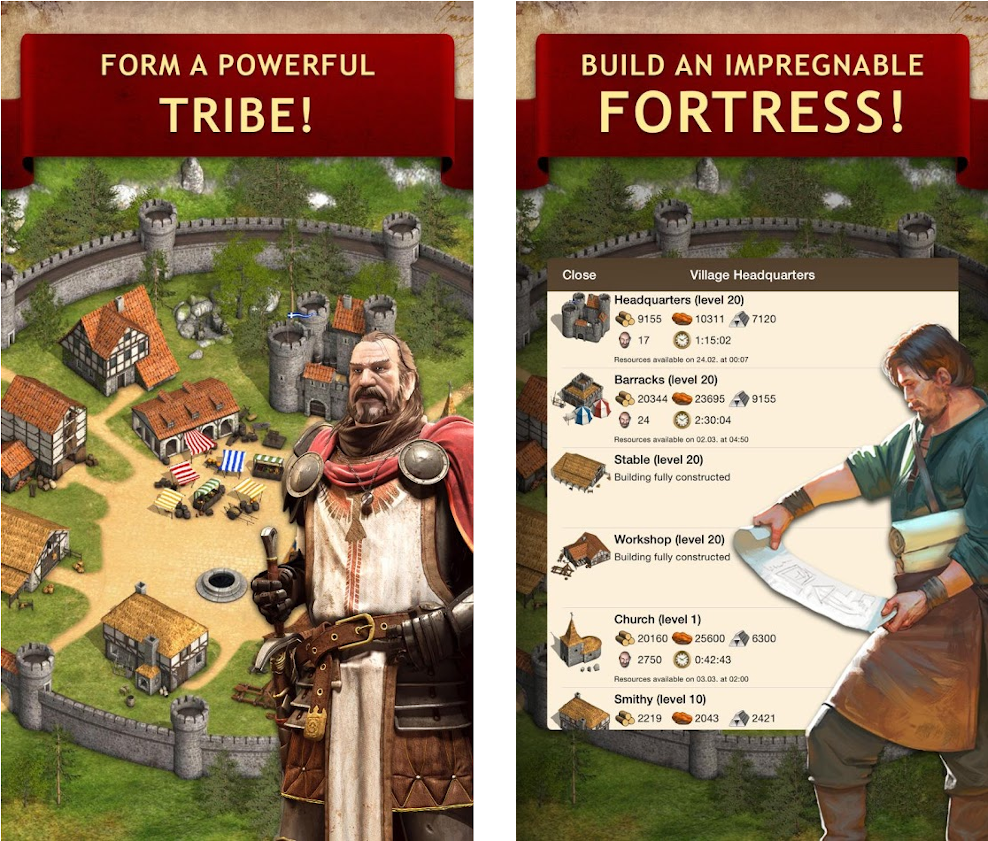 FORM A POWERFUL
TRIBE!
BUILD AN IMPREGNABLE
FORTRESS!
Close Village Headquarters
Headquarters (level 20)
9155 10311 7120
17 1:15:02
Resources available on 24.02. at 00:07
Barracks (level 20)
20344 23695 9155
24 2:30:04
Resources available on 02.03. at 04:50
Stable (level 20)
Building fully constructed
Workshop (level 20)
Building fully constructed
Church (level 1)
20160 25600 6300
2750 0:42:43
Resources available on 03.03. at 02:00
Smithy (level 10)
2219 2043 2421